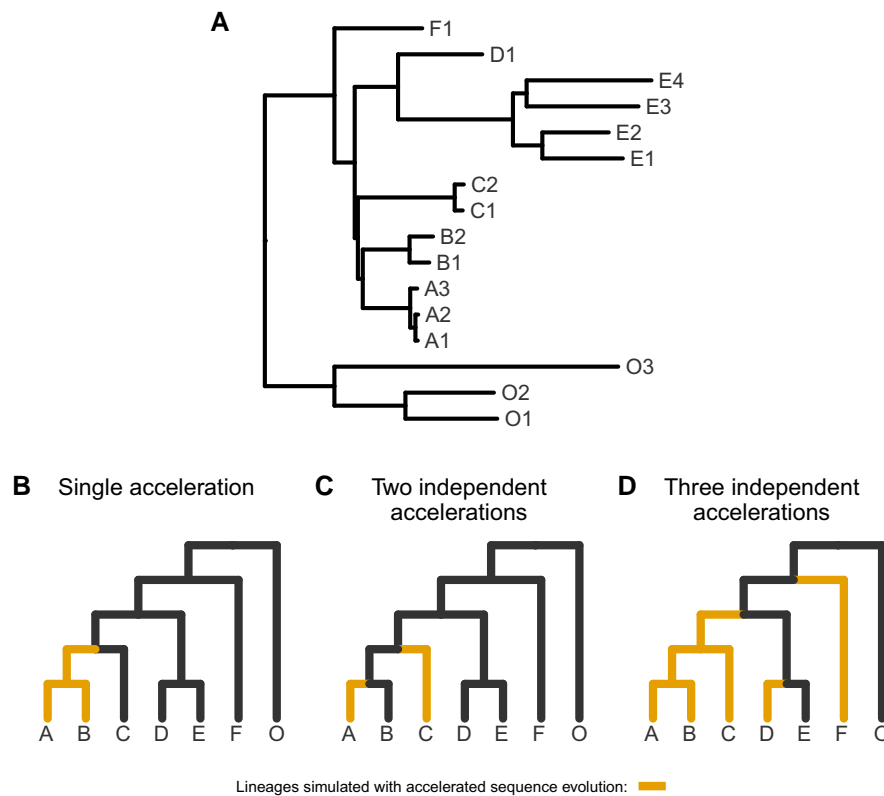 A
F1
D1
E4
E3
E2
E1
C2
C1
B2
B1
A3
A2
A1
O3
O2
O1
B Single acceleration
C Two independent
accelerations
D Three independent
accelerations
A B C D E F O
A B C D E F O
A B C D E F O
Lineages simulated with accelerated sequence evolution: